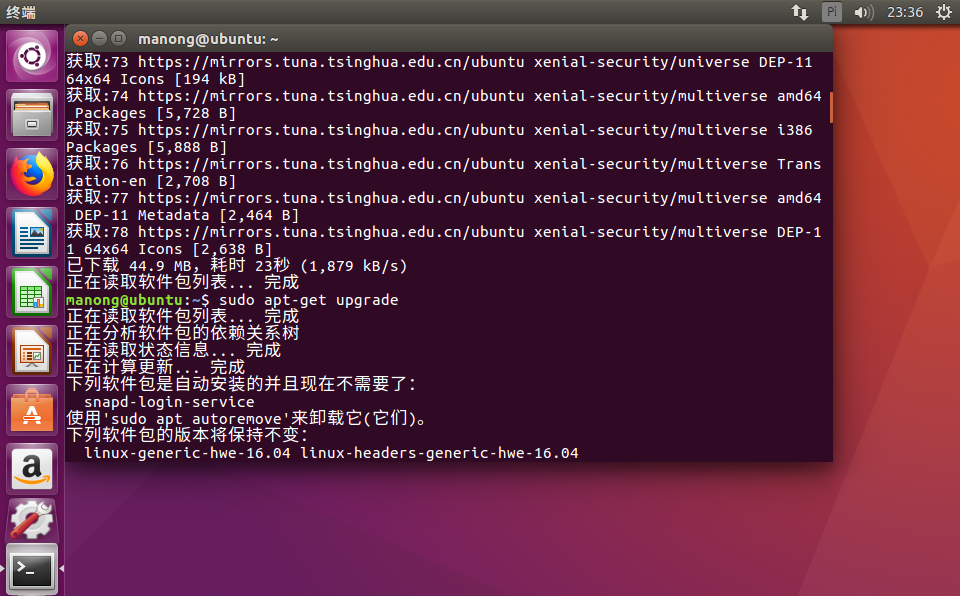 终端
Pi
23:36
manong@ubuntu: ~
获取:73 https://mirrors.tuna.tsinghua.edu.cn/ubuntu xenial-security/universe DEP-11
64x64 Icons [194 kB]
获取:74 https://mirrors.tuna.tsinghua.edu.cn/ubuntu xenial-security/multiverse amd64
Packages [5,728 B]
获取:75 https://mirrors.tuna.tsinghua.edu.cn/ubuntu xenial-security/multiverse i386
Packages [5,888 B]
获取:76 https://mirrors.tuna.tsinghua.edu.cn/ubuntu xenial-security/multiverse Trans
lation-en [2,708 B]
获取:77 https://mirrors.tuna.tsinghua.edu.cn/ubuntu xenial-security/multiverse amd64
DEP-11 Metadata [2,464 B]
获取:78 https://mirrors.tuna.tsinghua.edu.cn/ubuntu xenial-security/multiverse DEP-1
1 64x64 Icons [2,638 B]
已下载 44.9 MB，耗时 23秒 (1,879 kB/s)
正在读取软件包列表... 完成
manong@ubuntu:~$ sudo apt-get upgrade
正在读取软件包列表... 完成
正在分析软件包的依赖关系树
正在读取状态信息... 完成
正在计算更新... 完成
下列软件包是自动安装的并且现在不需要了：
snapd-login-service
使用'sudo apt autoremove'来卸载它(它们)。
下列软件包的版本将保持不变：
linux-generic-hwe-16.04 linux-headers-generic-hwe-16.04